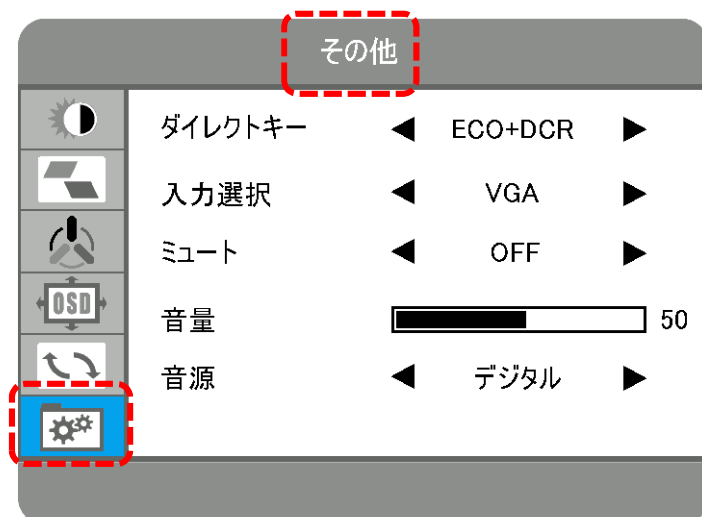 その他
ダイレクトキー ECO+DCR
入力選択 VGA
ミュート OFF
OSD
音量 50
音源 デジタル